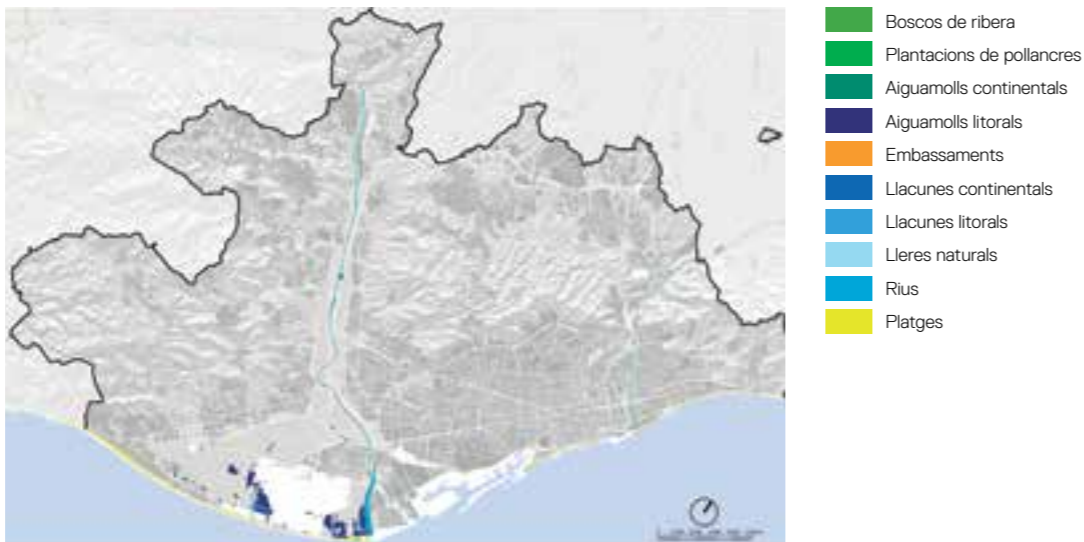 Boscos de ribera
Plantacions de pollancres
Aiguamolls continentals
Aiguamolls litorals
Embassaments
Llacunes continentals
Llacunes litorals
Lleres naturals
Rius
Platges